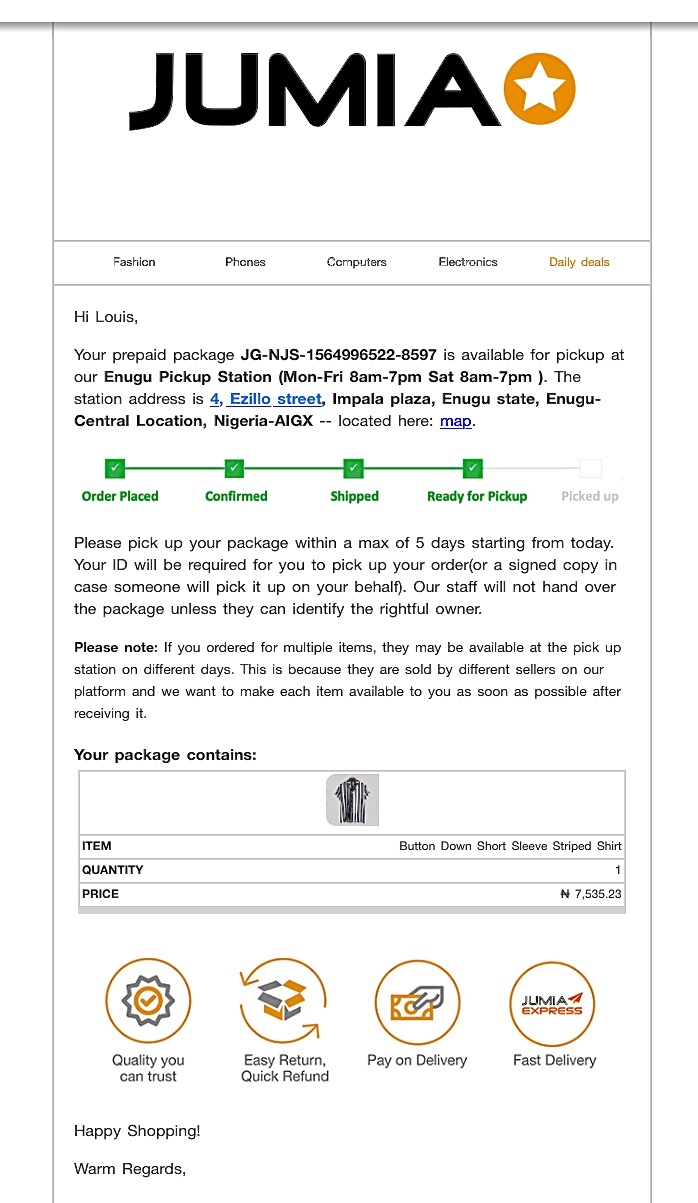 JUMIA
Fashion Phones Computers Electronics Daily deals
Hi Louis,
Your prepaid package JG-NJS-1564996522-8597 is available for pickup at
our Enugu Pickup Station (Mon-Fri 8am-7pm Sat 8am-7pm ). The
station address is 4, Ezillo street, Impala plaza, Enugu state, Enugu-
Central Location, Nigeria-AIGX -- located here: map.
Order Placed Confirmed Shipped Ready for Pickup Picked up
Please pick up your package within a max of 5 days starting from today.
Your ID will be required for you to pick up your order(or a signed copy in
case someone will pick it up on your behalf). Our staff will not hand over
the package unless they can identify the rightful owner.
Please note: If you ordered for multiple items, they may be available at the pick up
station on different days. This is because they are sold by different sellers on our
platform and we want to make each item available to you as soon as possible after
receiving it.
Your package contains:
ITEM Button Down Short Sleeve Striped Shirt
QUANTITY 1
PRICE ₦ 7,535.23
JUMIA
EXPRESS
Quality you
can trust
Easy Return,
Quick Refund
Pay on Delivery
Fast Delivery
Happy Shopping!
Warm Regards,